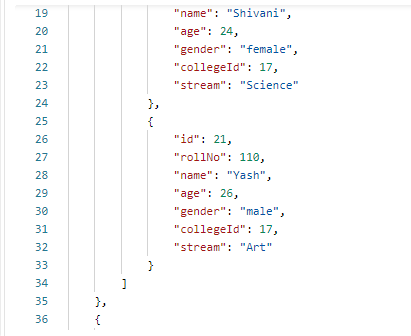 19 "name": "Shivani",
20 "age": 24,
21 "gender": "female",
22 "collegeId": 17,
23 "stream": "Science"
24 },
25 {
26 "id": 21,
27 "rollNo": 110,
28 "name": "Yash",
29 "age": 26,
30 "gender": "male",
31 "collegeId": 17,
32 "stream": "Art"
33 }
34 ]
35 },
36 {